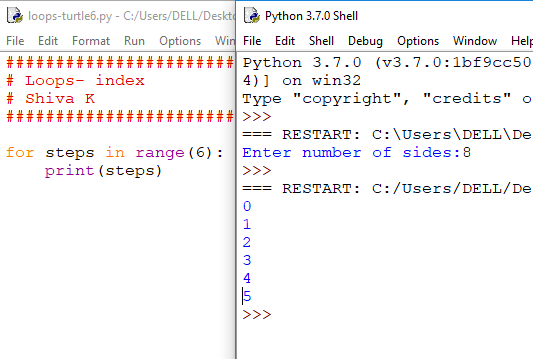 loops-turtle6.py - C:/Users/DELL/Deskto
File Edit Format Run Options Win
########################
# Loops- index
# Shiva K
########################
for steps in range(6):
print(steps)
Python 3.7.0 Shell
File Edit Shell Debug Options Window Help
Python 3.7.0 (v3.7.0:1bf9cc50
4)] on win32
Type "copyright", "credits" o
>>>
=== RESTART: C:\Users\DELL\De
Enter number of sides:8
>>>
=== RESTART: C:/Users/DELL/De
0
1
2
3
4
5
>>>